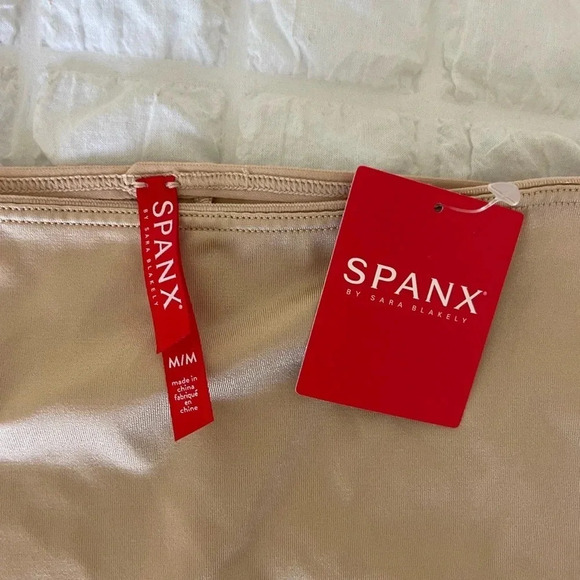 SPANX®
BY SARA BLAKELY
M/M
made in
china
fabriqué
en
chine
SPANX®
BY SARA BLAKELY